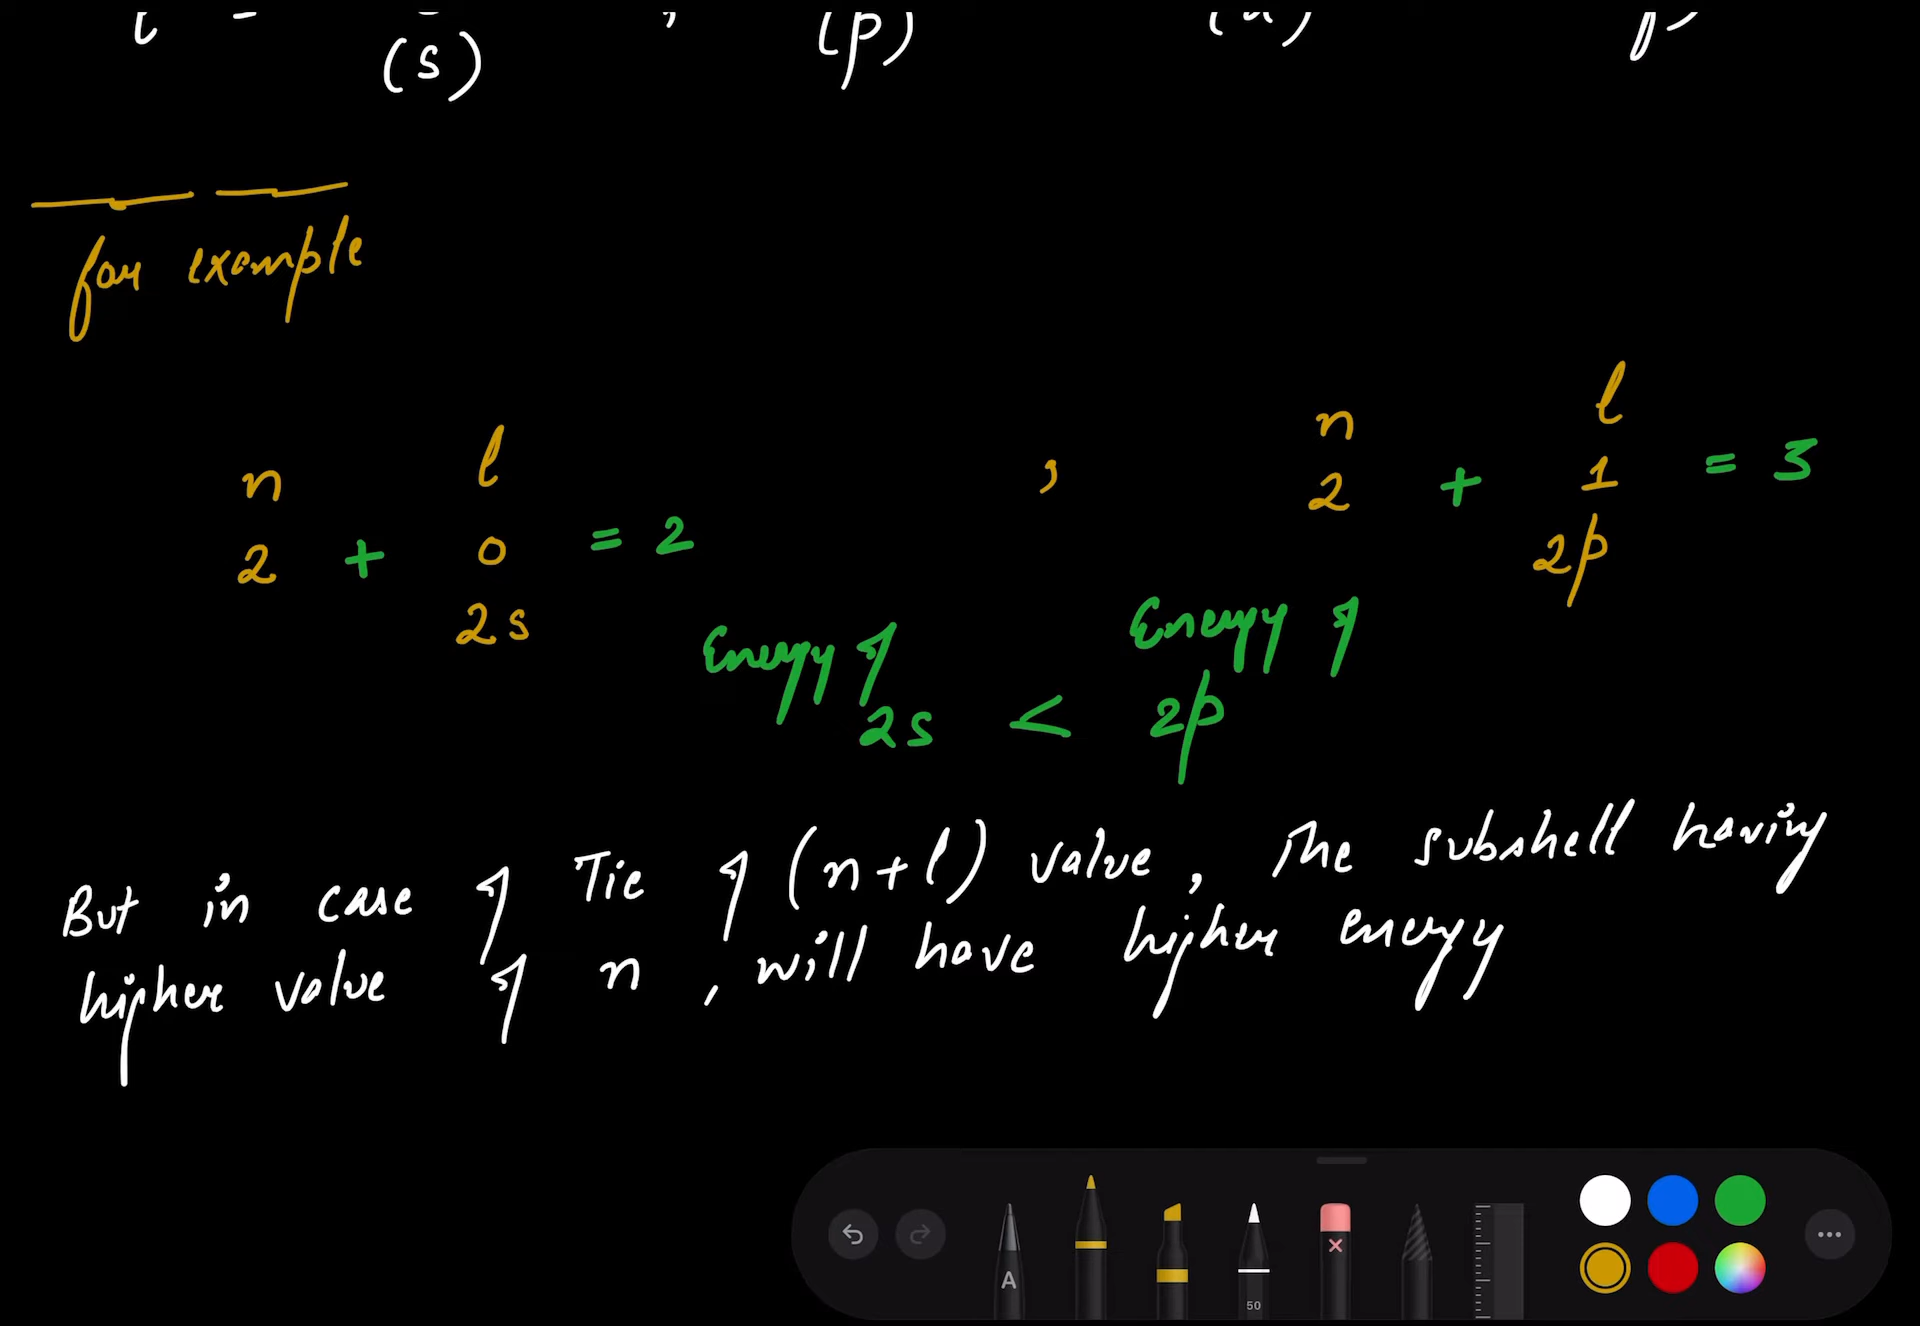 (s) (p)
for example
n l , n l
2 + 0 = 2 2 + 1 = 3
2s 2p
Energy of Energy of
2s < 2p
But in case of Tie of (n+l) value, The subshell having
higher value of n, will have higher energy
A
50